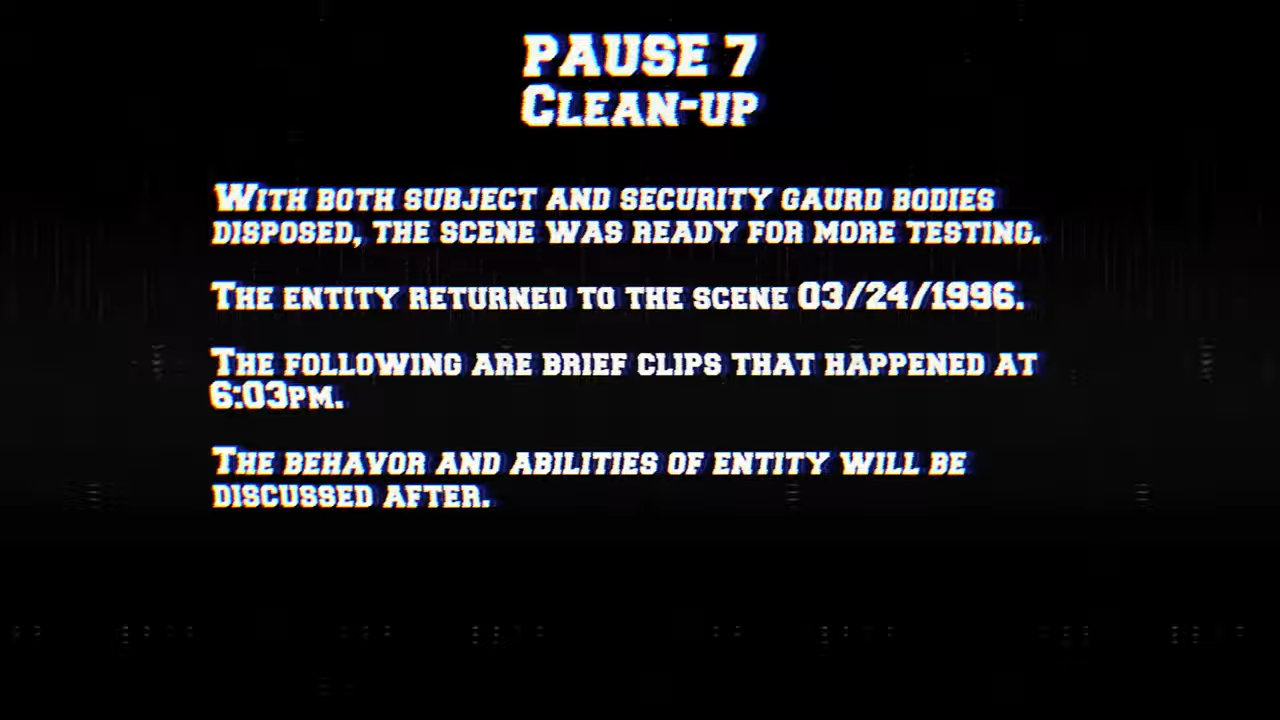 PAUSE 7
CLEAN-UP
WITH BOTH SUBJECT AND SECURITY GAURD BODIES
DISPOSED, THE SCENE WAS READY FOR MORE TESTING.
THE ENTITY RETURNED TO THE SCENE 03/24/1996.
THE FOLLOWING ARE BRIEF CLIPS THAT HAPPENED AT
6:03PM.
THE BEHAVOR AND ABILITIES OF ENTITY WILL BE
DISCUSSED AFTER.